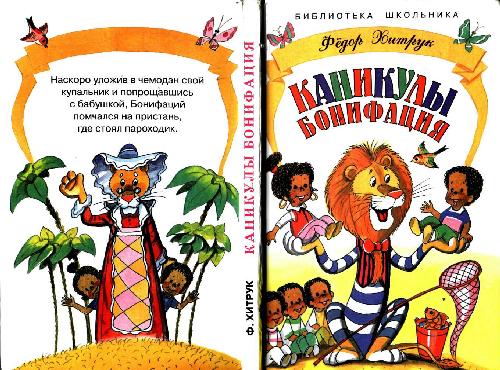 Наскоро уложив в чемодан свой
купальник и попрощавшись
с бабушкой, Бонифаций
помчался на пристань,
где стоял пароходик.
Ф. ХИТРУК КАНИКУЛЫ БОНИФАЦИЯ
БИБЛИОТЕКА ШКОЛЬНИКА
Фёдор Хитрук
КАНИКУЛЫ
БОНИФАЦИЯ